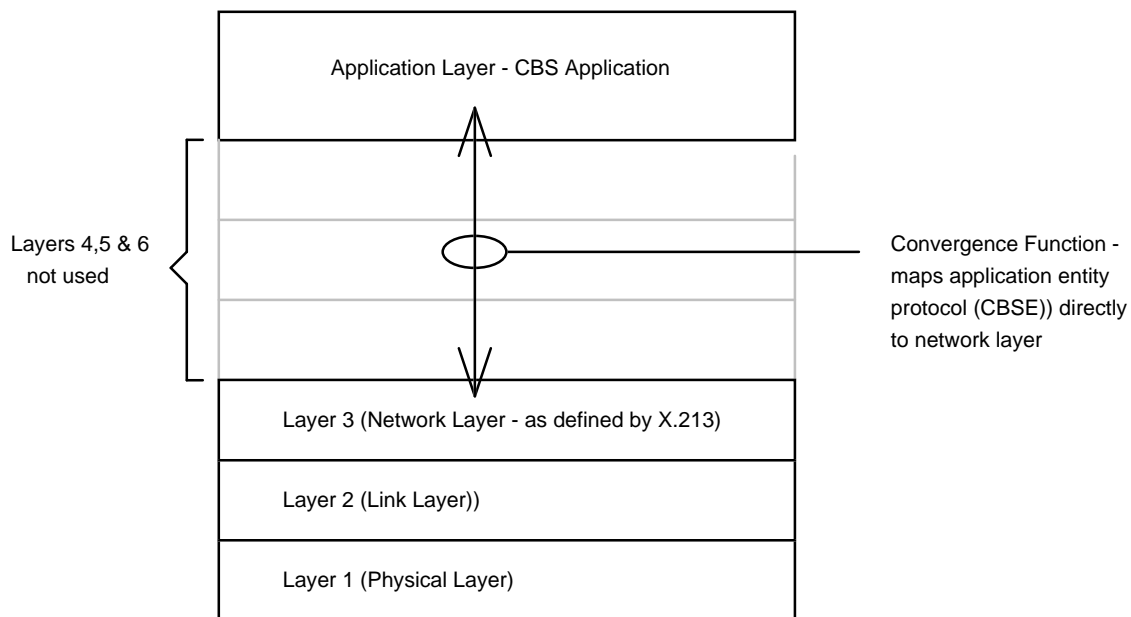 Application Layer - CBS Application
Layers 4,5 & 6
not used
Convergence Function -
maps application entity
protocol (CBSE)) directly
to network layer
Layer 3 (Network Layer - as defined by X.213)
Layer 2 (Link Layer))
Layer 1 (Physical Layer)